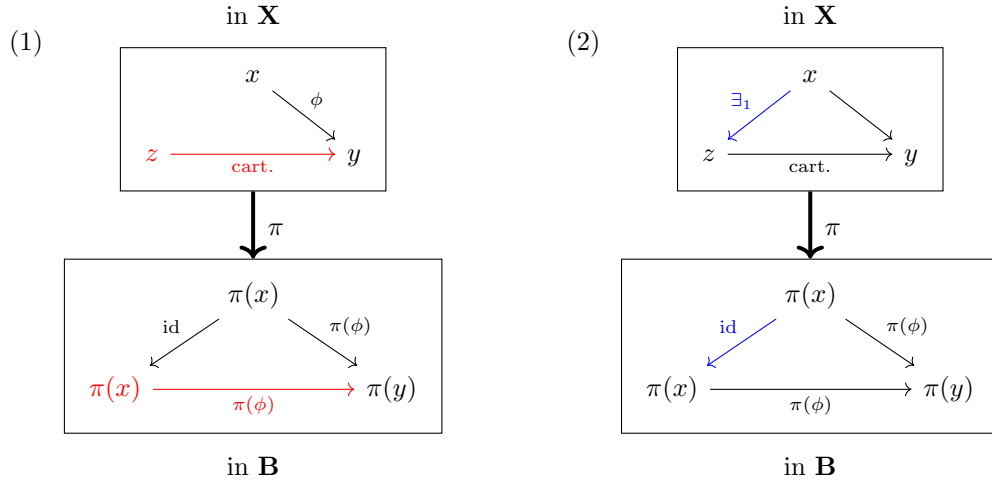 in X
in X
(1)
(2)
x
x
ϕ
∃₁
z
y
z
y
cart.
cart.
π
π
π(x)
π(x)
id
π(ϕ)
id
π(ϕ)
π(x)
π(y)
π(x)
π(y)
π(ϕ)
π(ϕ)
in B
in B